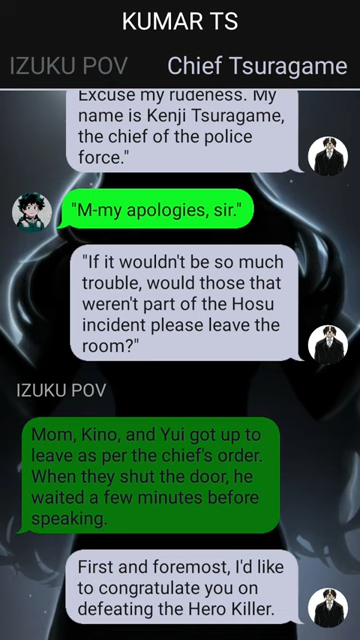 KUMAR TS
IZUKU POV
Chief Tsuragame
Excuse my rudeness. My
name is Kenji Tsuragame,
the chief of the police
force."
"M-my apologies, sir."
"If it wouldn't be so much
trouble, would those that
weren't part of the Hosu
incident please leave the
room?"
IZUKU POV
Mom, Kino, and Yui got up to
leave as per the chief's order.
When they shut the door, he
waited a few minutes before
speaking.
First and foremost, I'd like
to congratulate you on
defeating the Hero Killer.